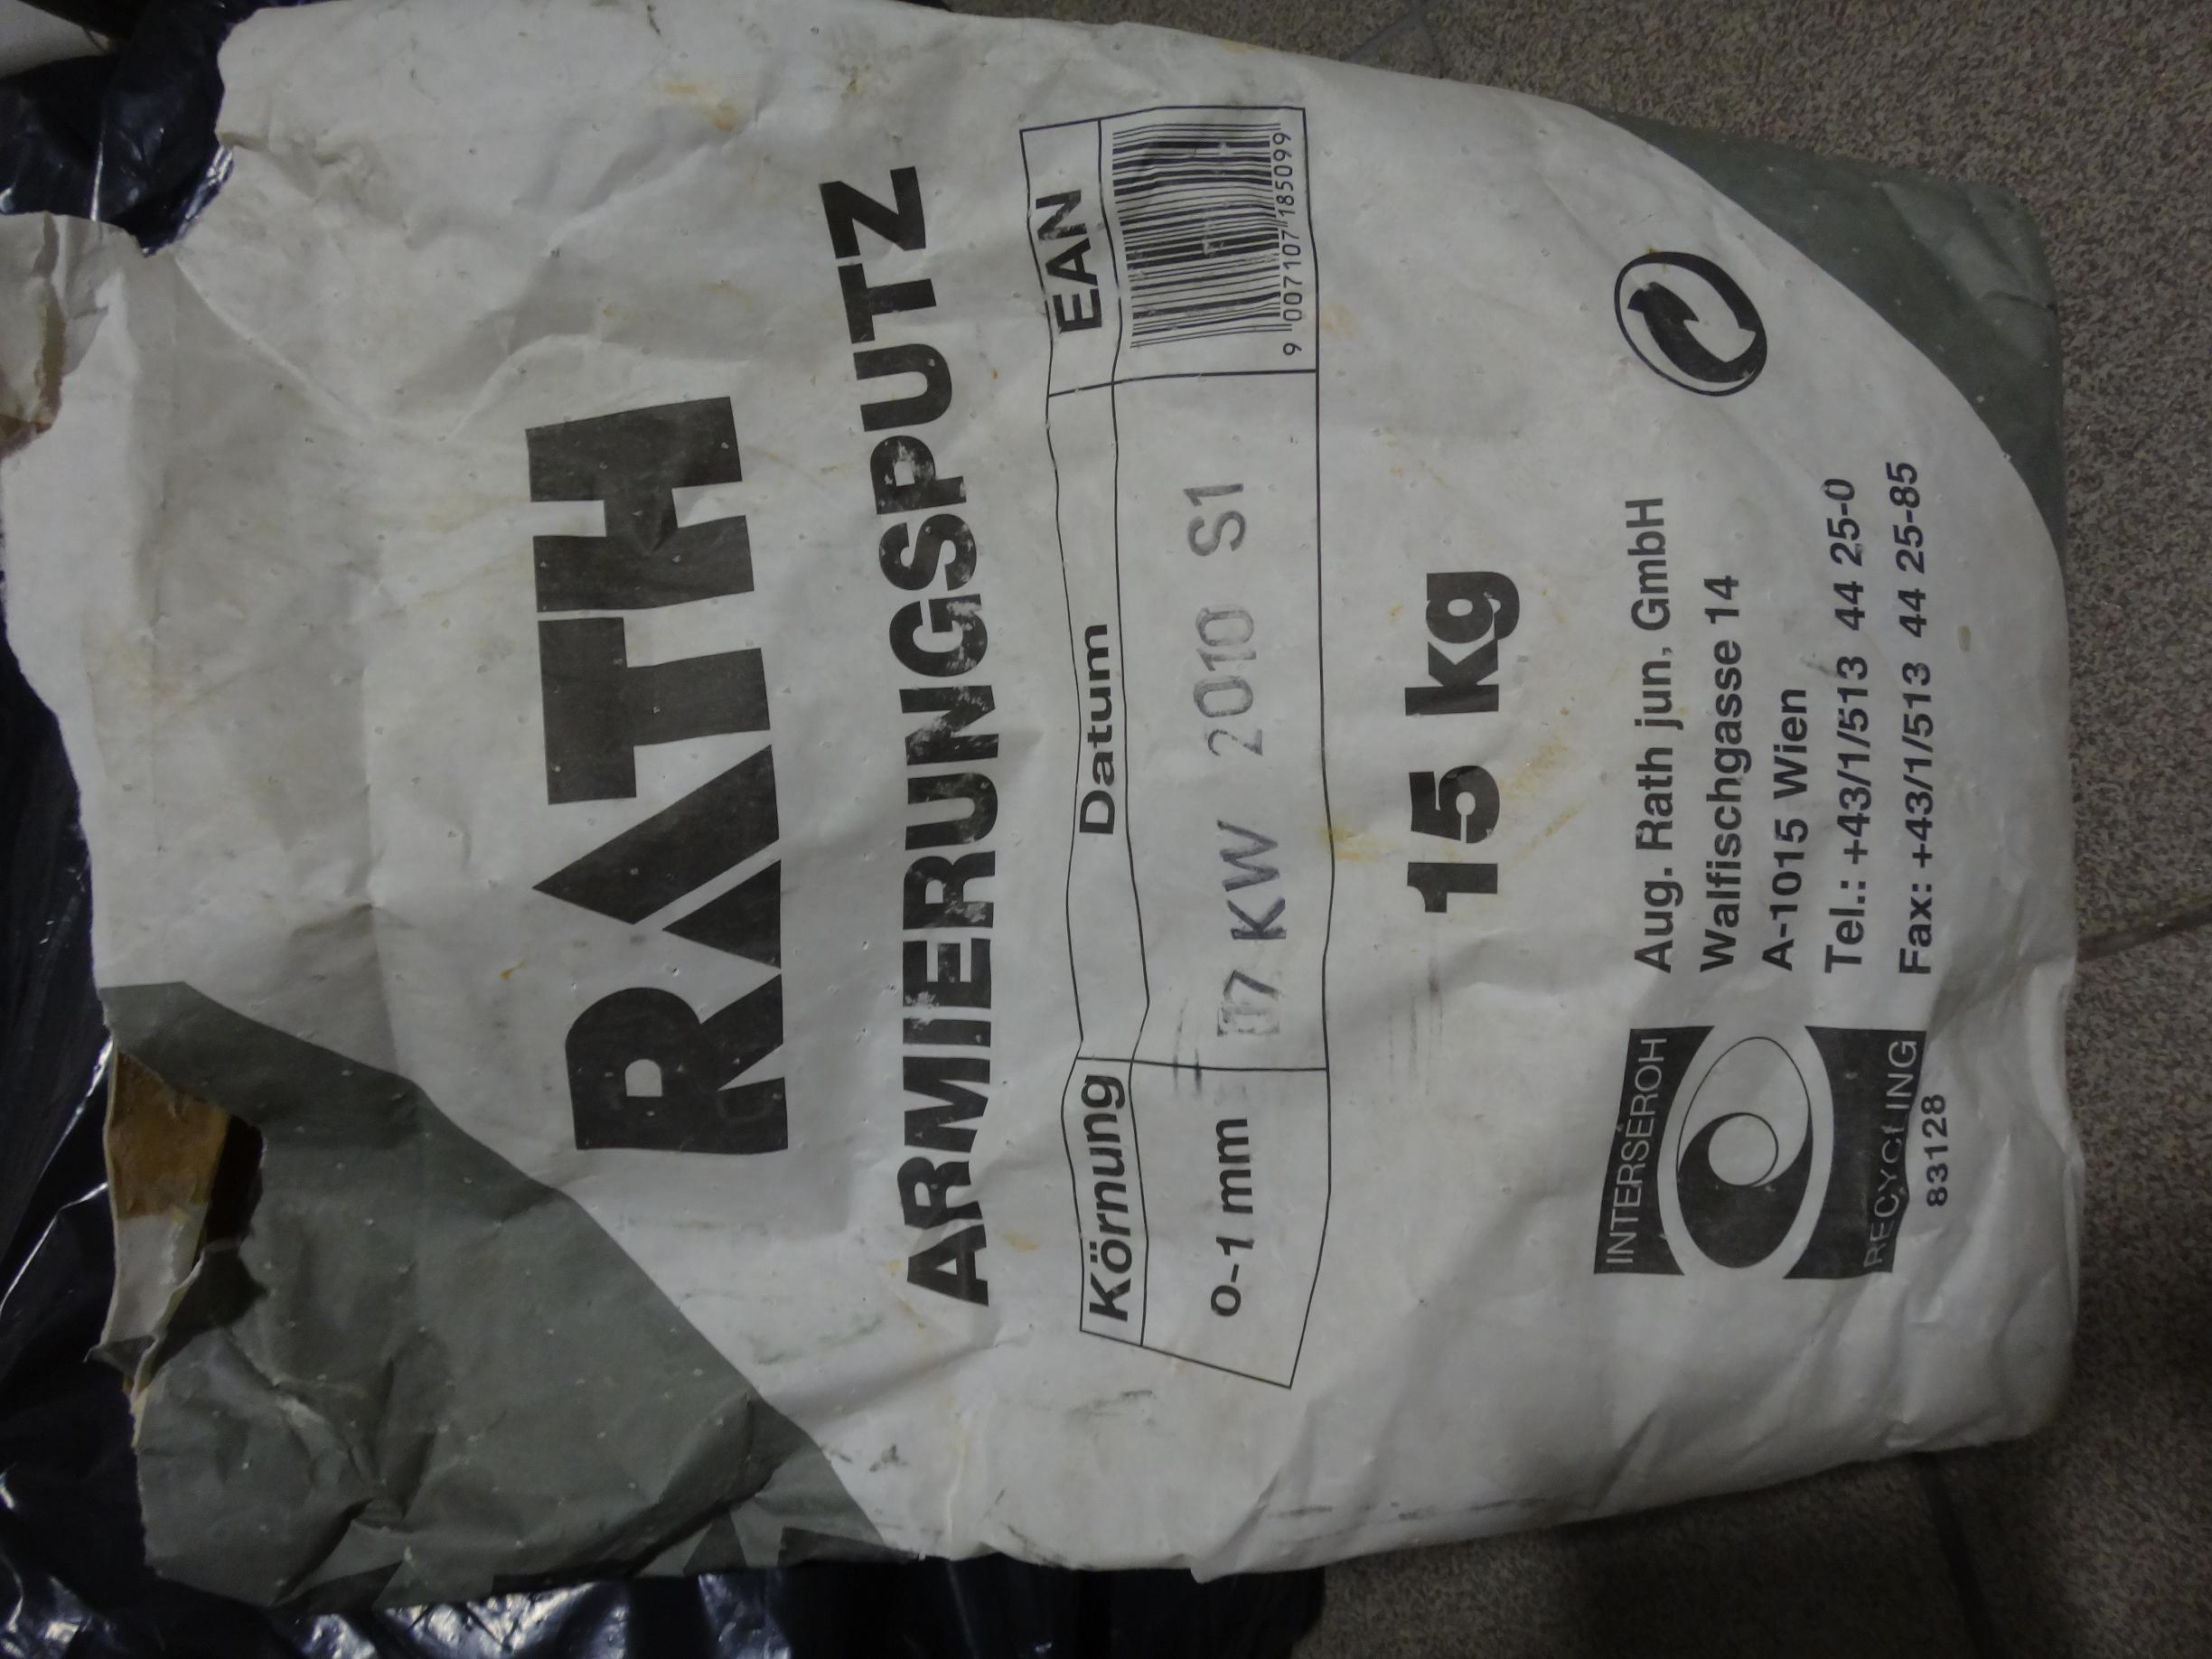 RATH
ARMIERUNGSPUTZ
Körnung Datum EAN
0-1 mm 07 KW 2010 S1 9 007107 185099
15 kg
INTERSEROH
RECYCLING
83128
Aug. Rath jun. GmbH
Walfischgasse 14
A-1015 Wien
Tel.: +43/1/513 44 25-0
Fax: +43/1/513 44 25-85